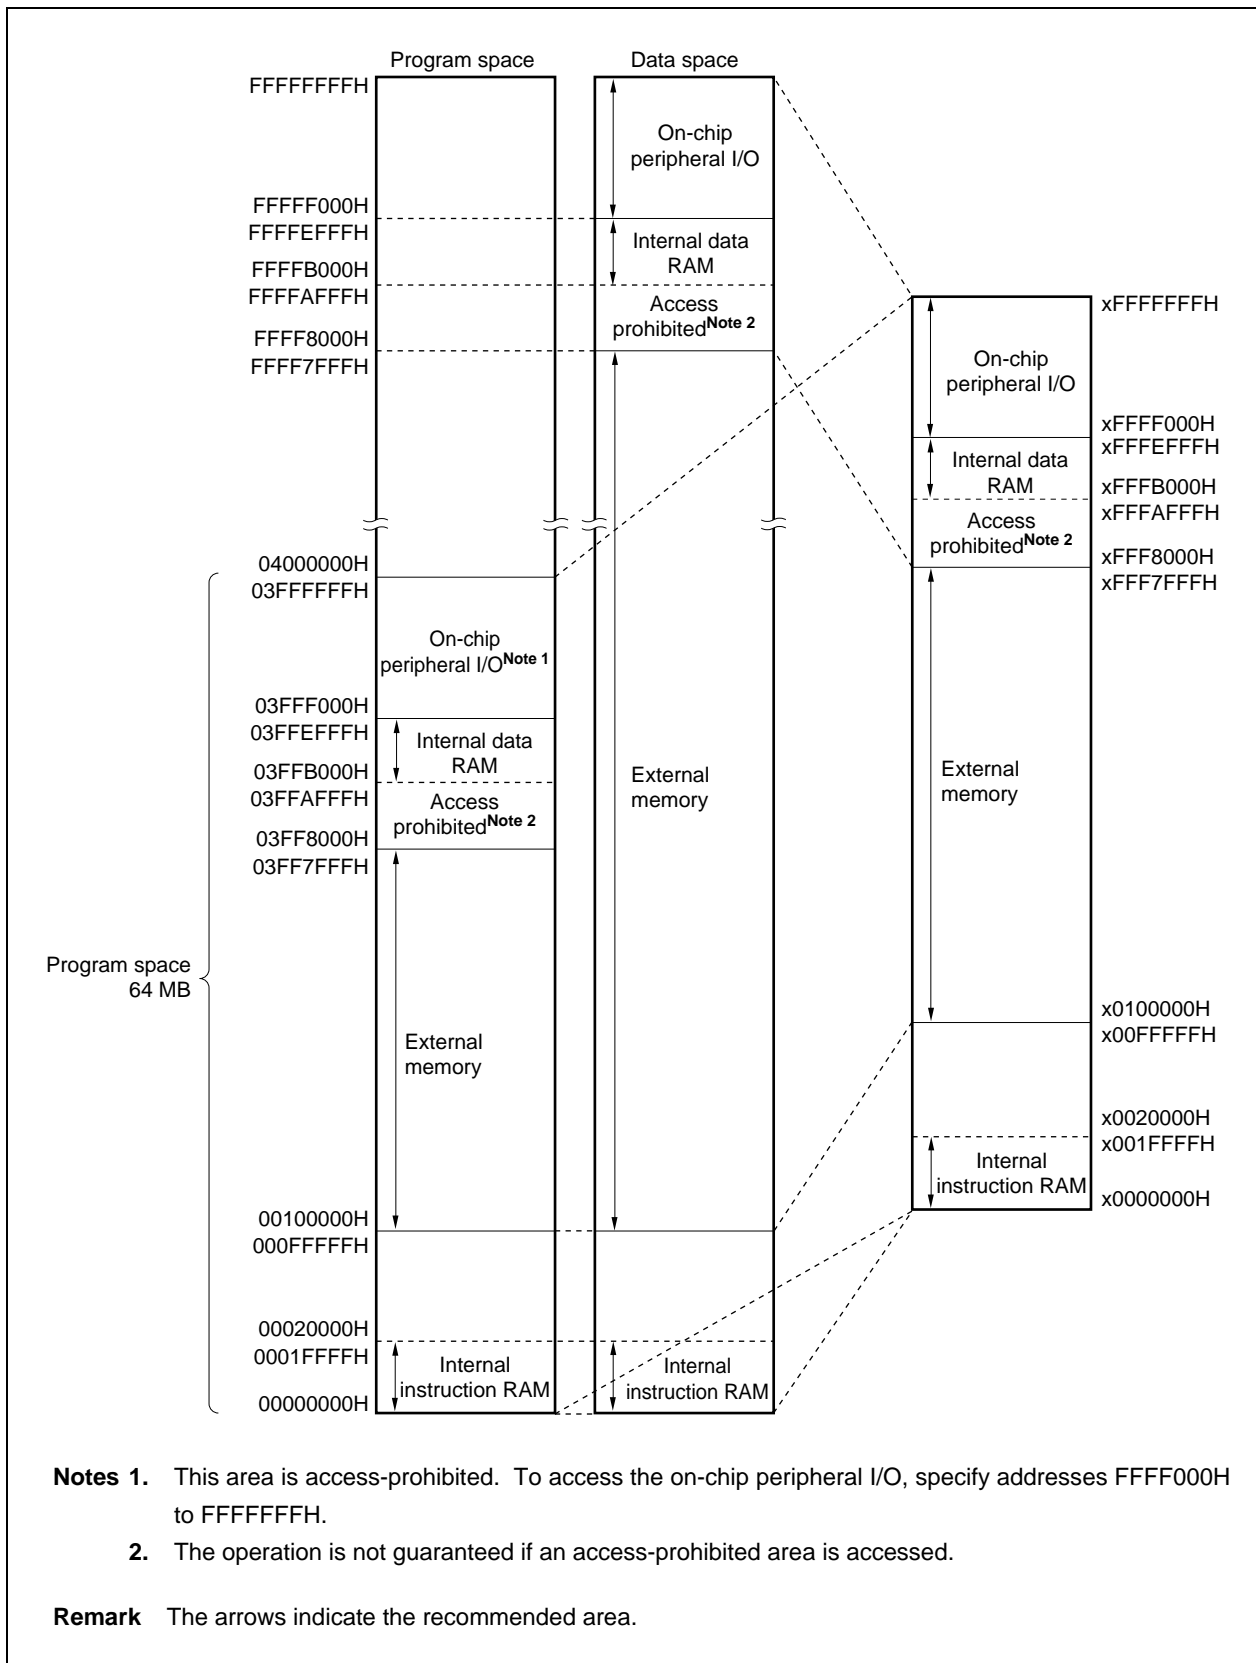 Program space
Data space
FFFFFFFFH
On-chip
peripheral I/O
FFFFF000H
FFFFEFFFH
Internal data
RAM
FFFFB000H
FFFFAFFFH
Access
prohibitedNote 2
FFFF8000H
FFFF7FFFH
04000000H
03FFFFFFH
On-chip
peripheral I/ONote 1
03FFF000H
03FFEFFFH
Internal data
RAM
03FFB000H
03FFAFFFH
Access
prohibitedNote 2
03FF8000H
03FF7FFFH
External
memory
Program space
64 MB
External
memory
00100000H
000FFFFFH
00020000H
0001FFFFH
Internal
instruction RAM
Internal
instruction RAM
00000000H
xFFFFFFFH
On-chip
peripheral I/O
xFFFF000H
xFFFEFFFH
Internal data
RAM
xFFFB000H
xFFFAFFFH
Access
prohibitedNote 2
xFFF8000H
xFFF7FFFH
External
memory
x0100000H
x00FFFFFH
x0020000H
x001FFFFH
Internal
instruction RAM
x0000000H
Notes 1. This area is access-prohibited. To access the on-chip peripheral I/O, specify addresses FFFF000H
to FFFFFFFH.
2. The operation is not guaranteed if an access-prohibited area is accessed.
Remark The arrows indicate the recommended area.